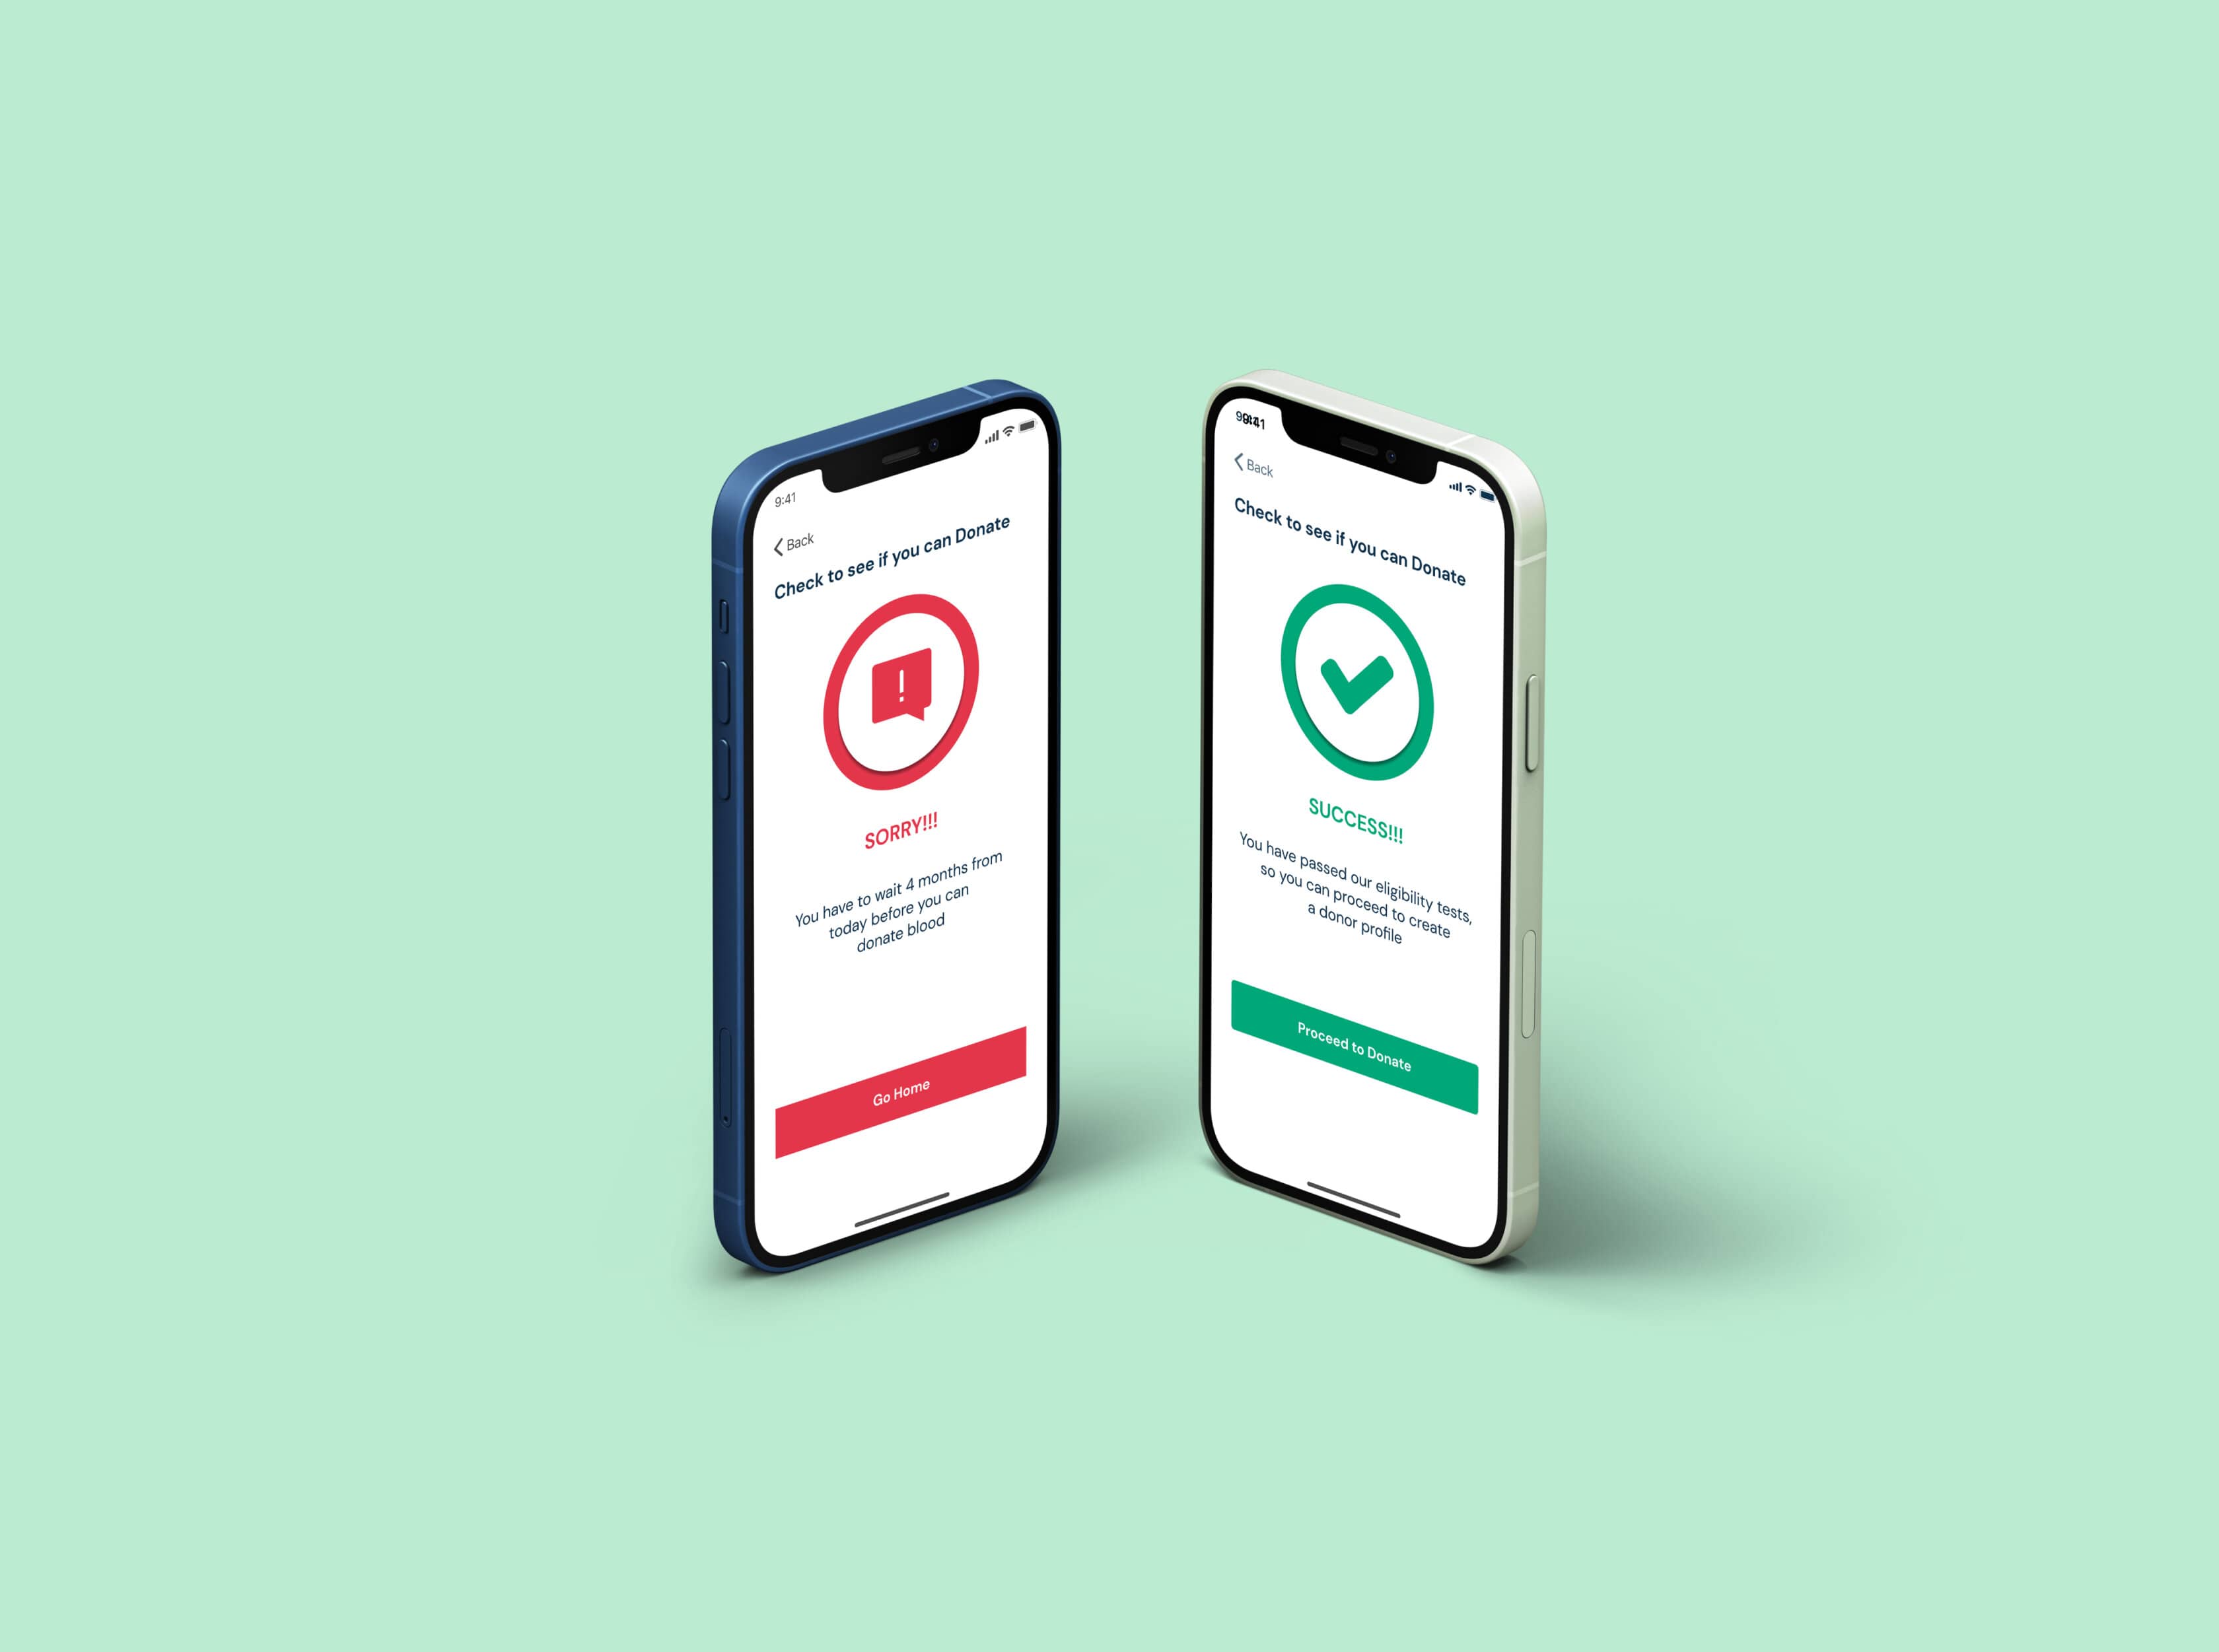 9:41
Back
Check to see if you can Donate
!
SORRY!!!
You have to wait 4 months from
today before you can
donate blood
Go Home
Back
Check to see if you can Donate
SUCCESS!!!
You have passed our eligibility tests,
so you can proceed to create
a donor profile
Proceed to Donate